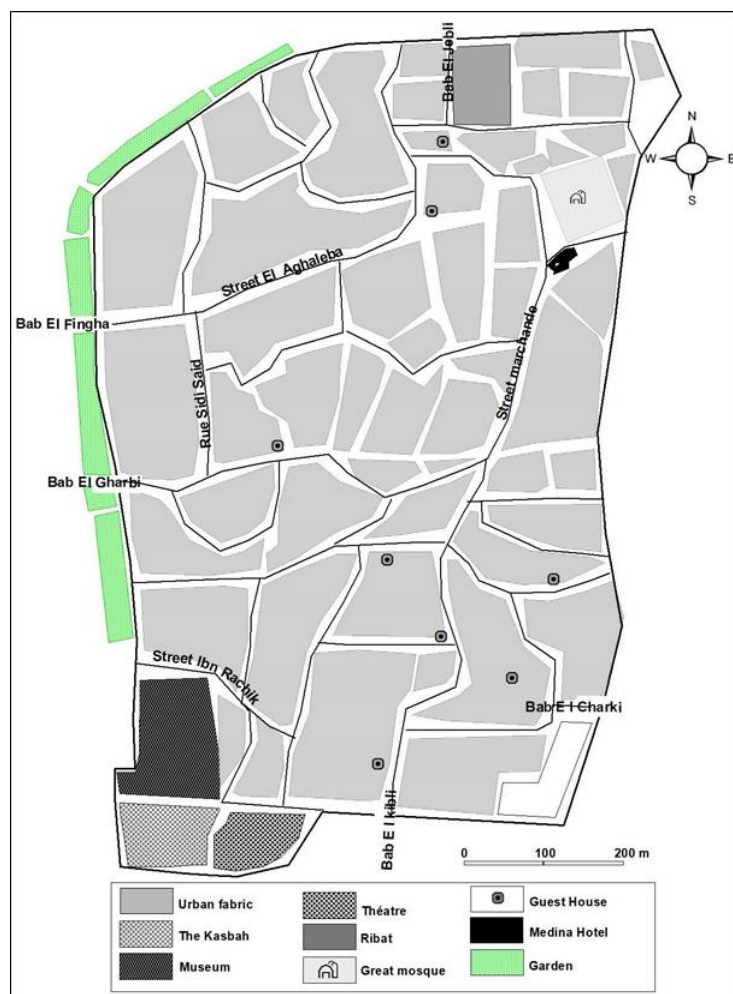 Bab El Jebli
N
W E
S
Street El Aghaleba
Bab El Fingha
Street marchande
Rue Sidi Said
Bab El Gharbi
Street Ibn Rachik
Bab E l Charki
Bab E l kibli
0 100 200 m
Urban fabric
Théatre
Guest House
The Kasbah
Ribat
Medina Hotel
Museum
Great mosque
Garden